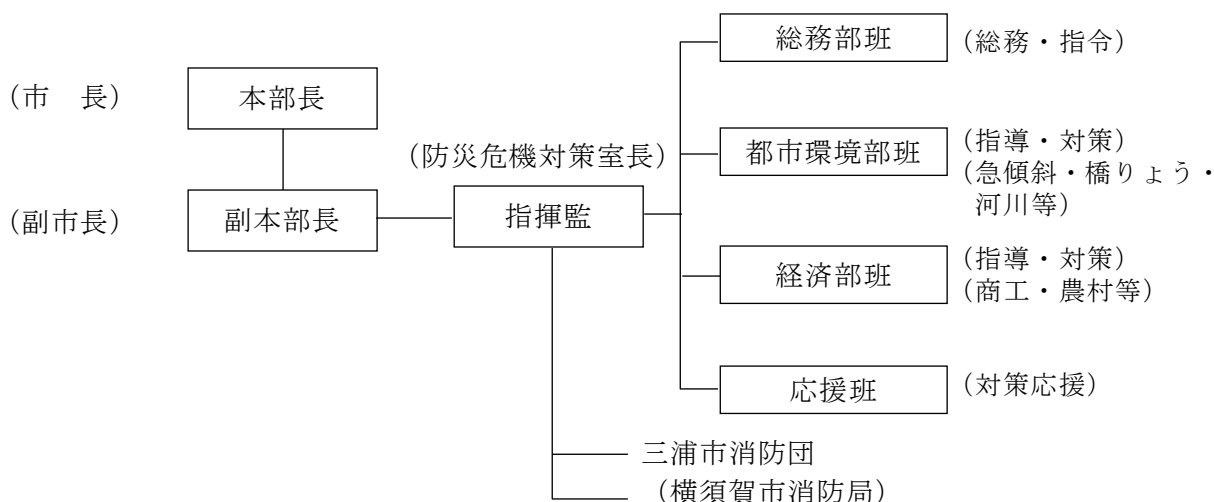 総務部班 (総務・指令)
(市　長) 本部長
(防災危機対策室長)
都市環境部班 (指導・対策)
(急傾斜・橋りょう・
河川等)
(副市長) 副本部長 指揮監
経済部班 (指導・対策)
(商工・農村等)
応援班 (対策応援)
三浦市消防団
(横須賀市消防局)